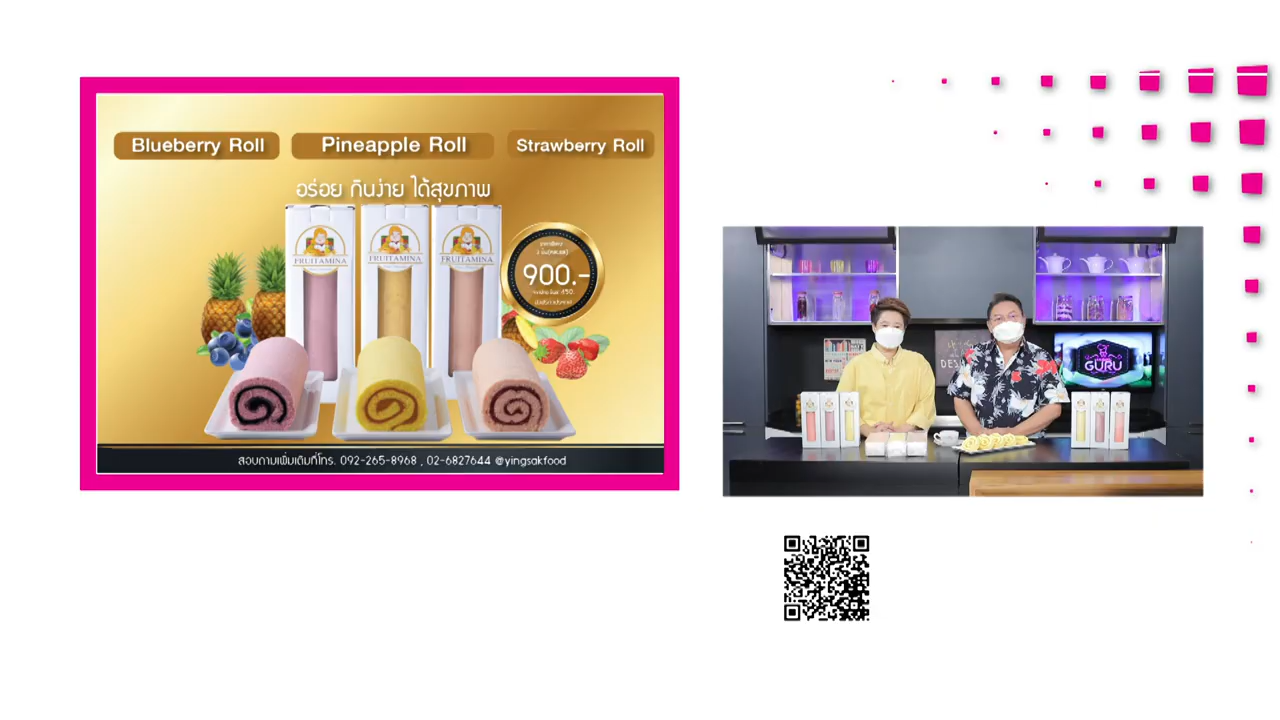 Blueberry Roll
Pineapple Roll
Strawberry Roll
อร่อย กินง่าย ได้สุขภาพ
FRUITAMINA
FRUITAMINA
FRUITAMINA
900.-
450.
สอบถามเพิ่มเติมที่โทร. 092-265-8968 , 02-6827644 @yingsakfood
GURU